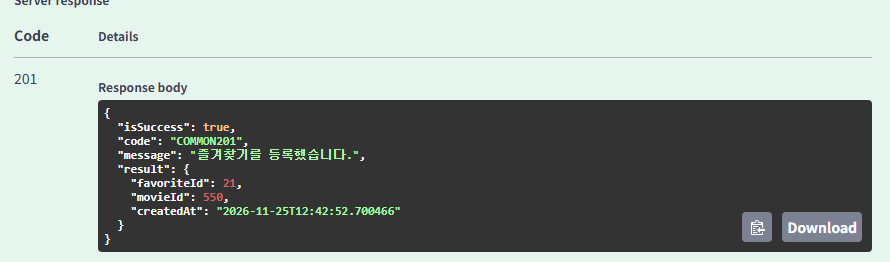 Server response
Code Details
201
Response body
{
"isSuccess": true,
"code": "COMMON201",
"message": "즐겨찾기를 등록했습니다.",
"result": {
"favoriteId": 21,
"movieId": 550,
"createdAt": "2026-11-25T12:42:52.700466"
}
}
Download